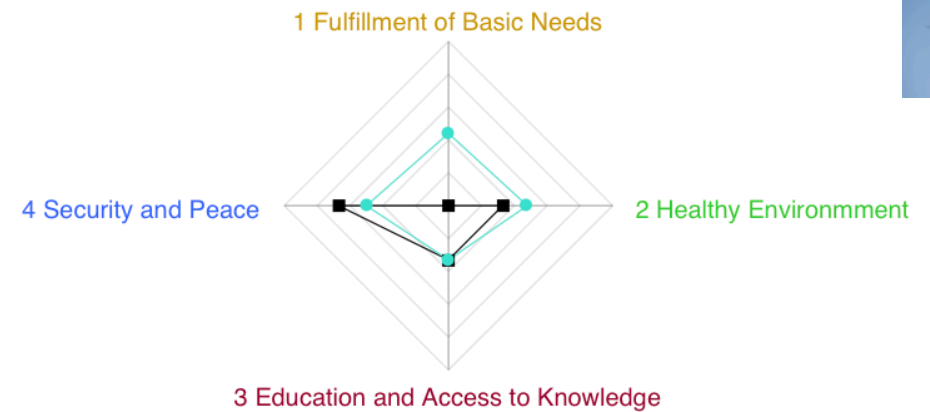 1 Fulfillment of Basic Needs
4 Security and Peace
2 Healthy Environmment
3 Education and Access to Knowledge